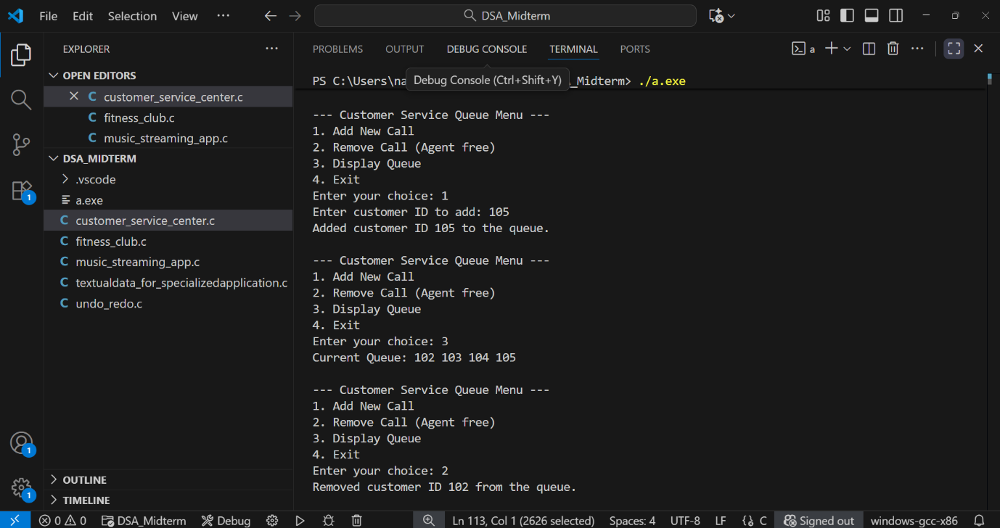 File Edit Selection View ···
DSA_Midterm
EXPLORER
OPEN EDITORS
customer_service_center.c
fitness_club.c
music_streaming_app.c
DSA_MIDTERM
.vscode
a.exe
customer_service_center.c
fitness_club.c
music_streaming_app.c
textualdata_for_specializedapplication.c
undo_redo.c
OUTLINE
TIMELINE
1
1
1
PROBLEMS OUTPUT DEBUG CONSOLE TERMINAL PORTS
a
Debug Console (Ctrl+Shift+Y)
PS C:\Users\na _Midterm> ./a.exe
--- Customer Service Queue Menu ---
1. Add New Call
2. Remove Call (Agent free)
3. Display Queue
4. Exit
Enter your choice: 1
Enter customer ID to add: 105
Added customer ID 105 to the queue.
--- Customer Service Queue Menu ---
1. Add New Call
2. Remove Call (Agent free)
3. Display Queue
4. Exit
Enter your choice: 3
Current Queue: 102 103 104 105
--- Customer Service Queue Menu ---
1. Add New Call
2. Remove Call (Agent free)
3. Display Queue
4. Exit
Enter your choice: 2
Removed customer ID 102 from the queue.
0 0 DSA_Midterm Debug Ln 113, Col 1 (2626 selected) Spaces: 4 UTF-8 LF C Signed out windows-gcc-x86